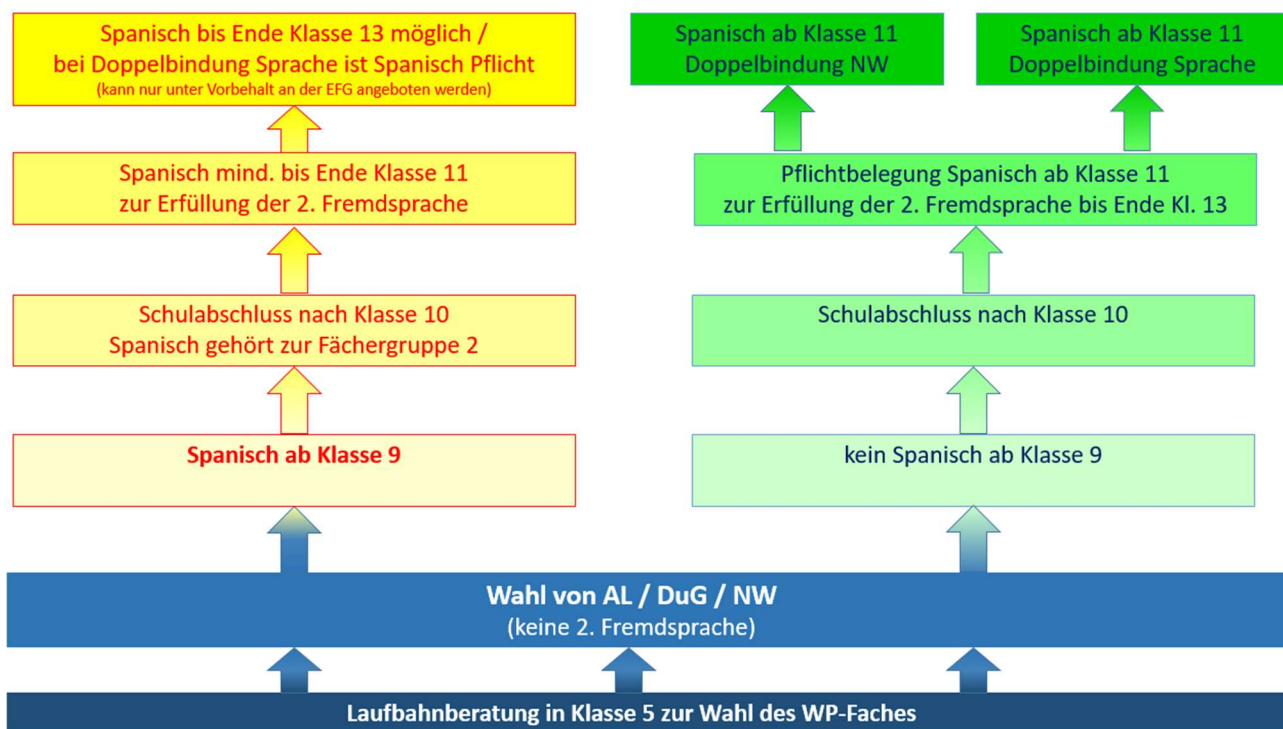 Spanisch bis Ende Klasse 13 möglich /
bei Doppelbindung Sprache ist Spanisch Pflicht
(kann nur unter Vorbehalt an der EFG angeboten werden)
Spanisch ab Klasse 11
Doppelbindung NW
Spanisch ab Klasse 11
Doppelbindung Sprache
Spanisch mind. bis Ende Klasse 11
zur Erfüllung der 2. Fremdsprache
Pflichtbelegung Spanisch ab Klasse 11
zur Erfüllung der 2. Fremdsprache bis Ende Kl. 13
Schulabschluss nach Klasse 10
Spanisch gehört zur Fächergruppe 2
Schulabschluss nach Klasse 10
Spanisch ab Klasse 9
kein Spanisch ab Klasse 9
Wahl von AL / DuG / NW
(keine 2. Fremdsprache)
Laufbahnberatung in Klasse 5 zur Wahl des WP-Faches